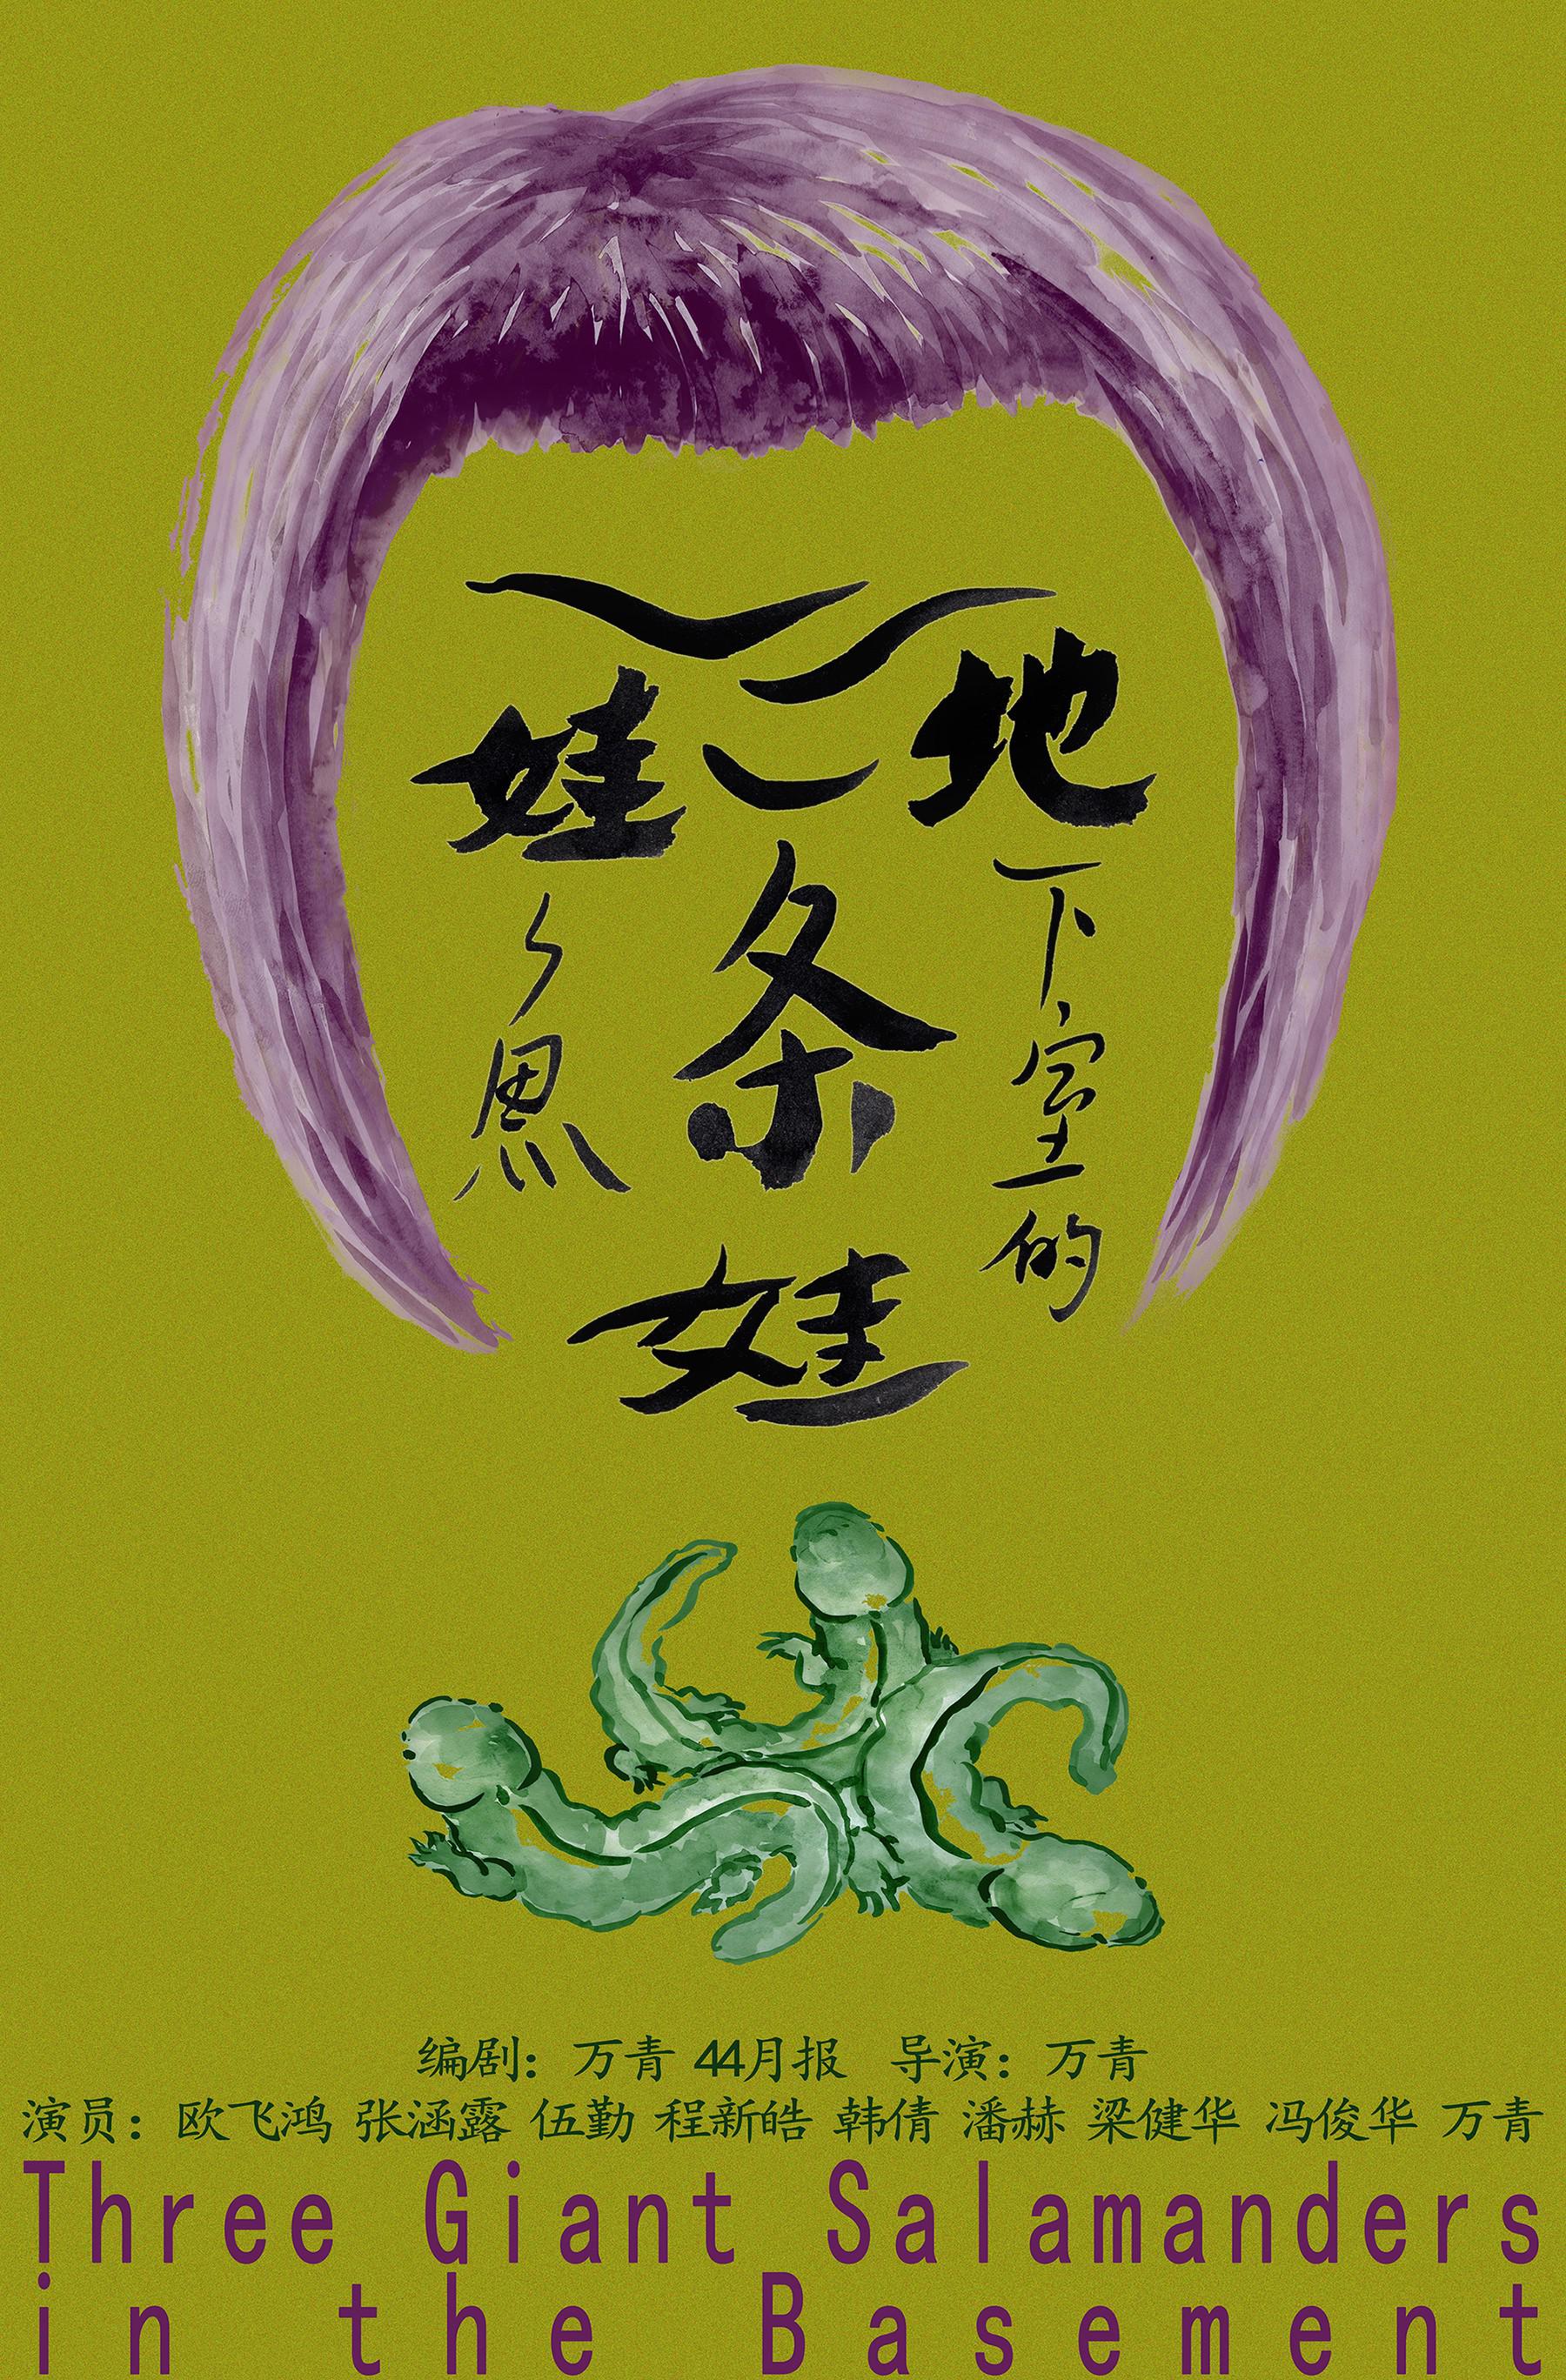 地下室的
三条娃
娃鱼
编剧：万青 44月报 导演：万青
演员：欧飞鸿 张涵露 伍勤 程新皓 韩倩 潘赫 梁健华 冯俊华 万青
Three Giant Salamanders
in the Basement